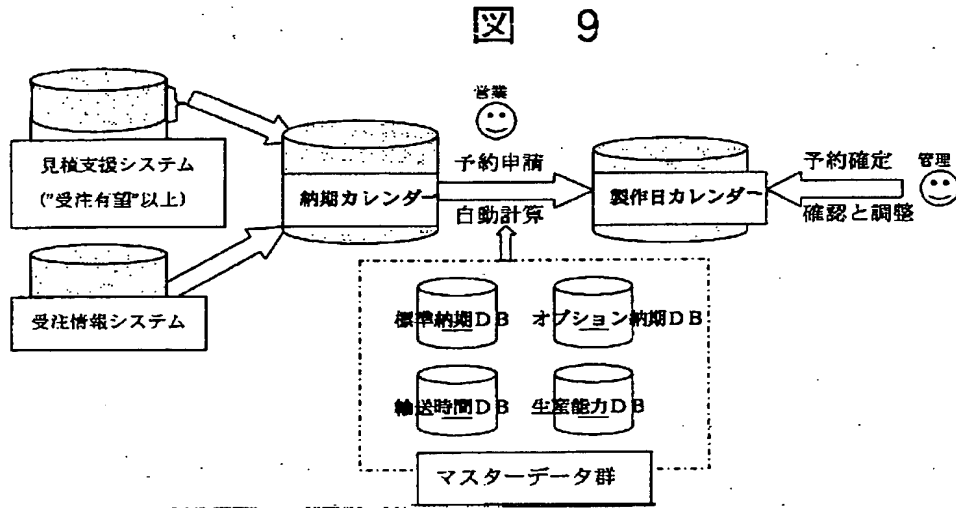 図 9
見積支援システム
("受注有望"以上)
受注情報システム
納期カレンダー
営業
予約申請
自動計算
製作日カレンダー
予約確定
確認と調整
管理
標準納期DB
オプション納期DB
輸送時間DB
生産能力DB
マスターデータ群